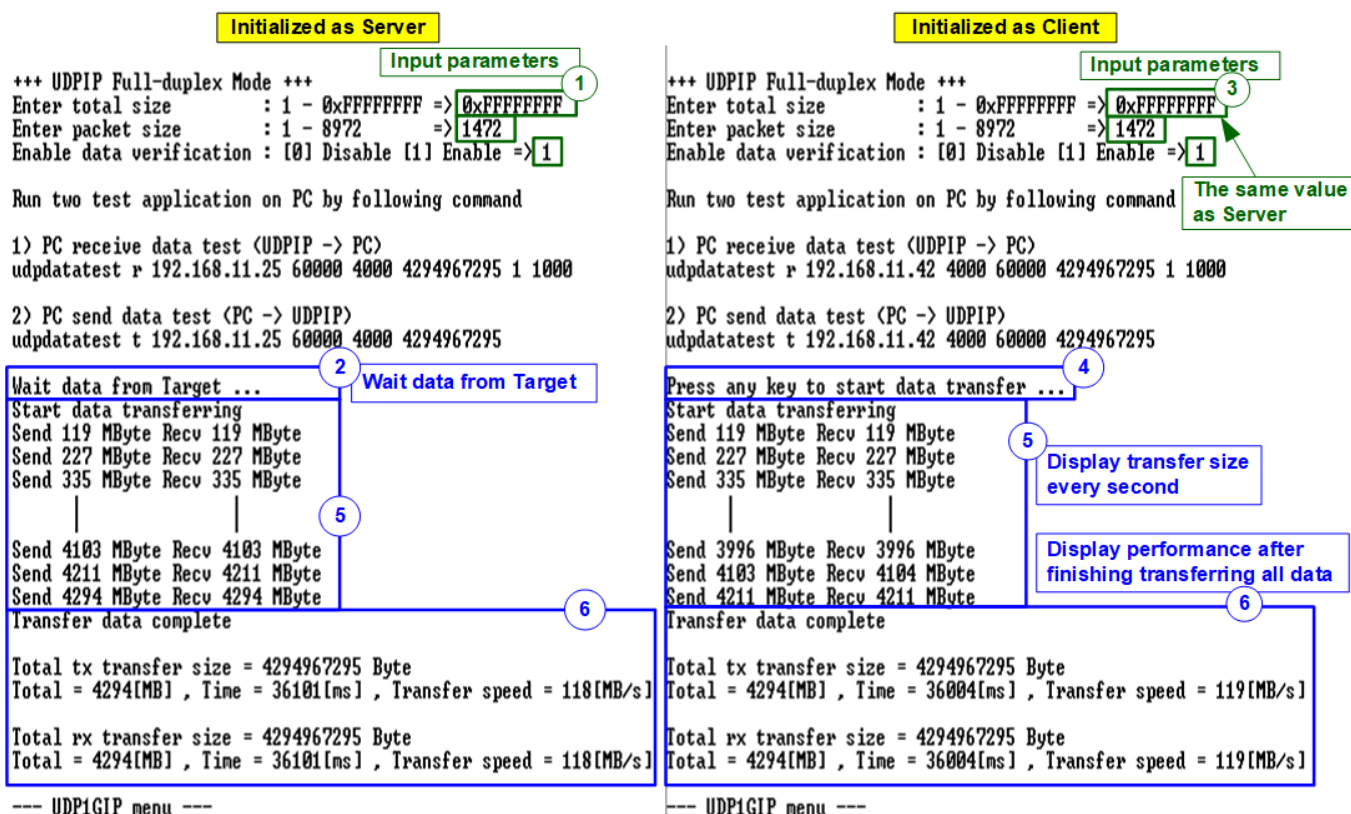 Initialized as Server
Input parameters
1
+++ UDPIP Full-duplex Mode +++
Enter total size : 1 - 0xFFFFFFFF => 0xFFFFFFFF
Enter packet size : 1 - 8972 => 1472
Enable data verification : [0] Disable [1] Enable => 1
Run two test application on PC by following command
1) PC receive data test (UDPIP -> PC)
udpdatatest r 192.168.11.25 60000 4000 4294967295 1 1000
2) PC send data test (PC -> UDPIP)
udpdatatest t 192.168.11.25 60000 4000 4294967295
2
Wait data from Target
Wait data from Target ...
Start data transferring
Send 119 MByte Recv 119 MByte
Send 227 MByte Recv 227 MByte
Send 335 MByte Recv 335 MByte
5
Send 4103 MByte Recv 4103 MByte
Send 4211 MByte Recv 4211 MByte
Send 4294 MByte Recv 4294 MByte
6
Transfer data complete
Total tx transfer size = 4294967295 Byte
Total = 4294[MB] , Time = 36101[ms] , Transfer speed = 118[MB/s]
Total rx transfer size = 4294967295 Byte
Total = 4294[MB] , Time = 36101[ms] , Transfer speed = 118[MB/s]
--- UDP1GIP menu ---
Initialized as Client
Input parameters
3
+++ UDPIP Full-duplex Mode +++
Enter total size : 1 - 0xFFFFFFFF => 0xFFFFFFFF
Enter packet size : 1 - 8972 => 1472
Enable data verification : [0] Disable [1] Enable => 1
The same value
as Server
Run two test application on PC by following command
1) PC receive data test (UDPIP -> PC)
udpdatatest r 192.168.11.42 4000 60000 4294967295 1 1000
2) PC send data test (PC -> UDPIP)
udpdatatest t 192.168.11.42 4000 60000 4294967295
4
Press any key to start data transfer ...
Start data transferring
Send 119 MByte Recv 119 MByte
Send 227 MByte Recv 227 MByte
Send 335 MByte Recv 335 MByte
5
Display transfer size
every second
Send 3996 MByte Recv 3996 MByte
Send 4103 MByte Recv 4104 MByte
Send 4211 MByte Recv 4211 MByte
Display performance after
finishing transferring all data
6
Transfer data complete
Total tx transfer size = 4294967295 Byte
Total = 4294[MB] , Time = 36004[ms] , Transfer speed = 119[MB/s]
Total rx transfer size = 4294967295 Byte
Total = 4294[MB] , Time = 36004[ms] , Transfer speed = 119[MB/s]
--- UDP1GIP menu ---